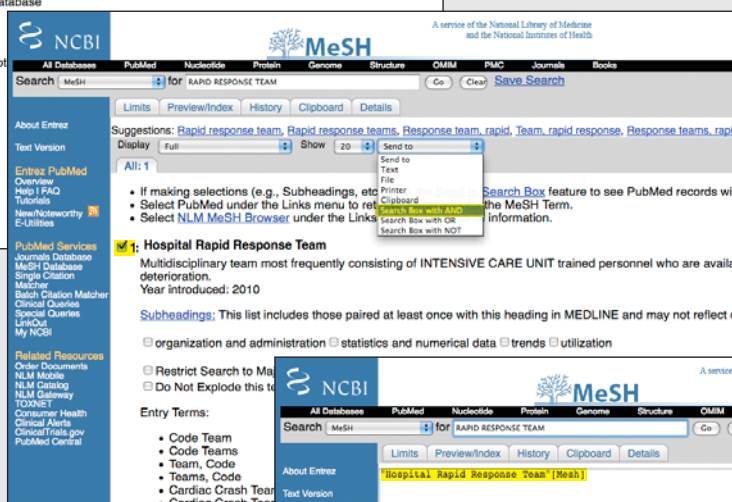 atabase
Show
NCBI
MeSH
A service of the National Library of Medicine
and the National Institutes of Health
All Databases PubMed Nucleotide Protein Genome Structure OMIM PMC Journals Books
Search MeSH for RAPID RESPONSE TEAM Go Clear Save Search
Limits Preview/Index History Clipboard Details
About Entrez
Text Version
Entrez PubMed
Overview
Help | FAQ
Tutorials
New/Noteworthy
E-Utilities
PubMed Services
Journals Database
MeSH Database
Single Citation
Matcher
Batch Citation Matcher
Clinical Queries
Special Queries
LinkOut
My NCBI
Related Resources
Order Documents
NLM Mobile
NLM Catalog
NLM Gateway
TOXNET
Consumer Health
Clinical Alerts
ClinicalTrials.gov
PubMed Central
Suggestions: Rapid response team, Rapid response teams, Response team, rapid, Team, rapid response, Response teams, rapi
Display Full Show 20 Send to
Send to
Text
File
Printer
Clipboard
Search Box with AND
Search Box with OR
Search Box with NOT
All: 1
• If making selections (e.g., Subheadings, etc Search Box feature to see PubMed records wi
• Select PubMed under the Links menu to ret the MeSH Term.
• Select NLM MeSH Browser under the Links information.
1: Hospital Rapid Response Team
Multidisciplinary team most frequently consisting of INTENSIVE CARE UNIT trained personnel who are availa
deterioration.
Year introduced: 2010
Subheadings: This list includes those paired at least once with this heading in MEDLINE and may not reflect
organization and administration statistics and numerical data trends utilization
Restrict Search to Maj
Do Not Explode this te
Entry Terms:
• Code Team
• Code Teams
• Team, Code
• Teams, Code
• Cardiac Crash Tear
NCBI
MeSH
A service
All Databases PubMed Nucleotide Protein Genome Structure OMIM
Search MeSH for RAPID RESPONSE TEAM Go
Limits Preview/Index History Clipboard Details
About Entrez
Text Version
"Hospital Rapid Response Team"[Mesh]